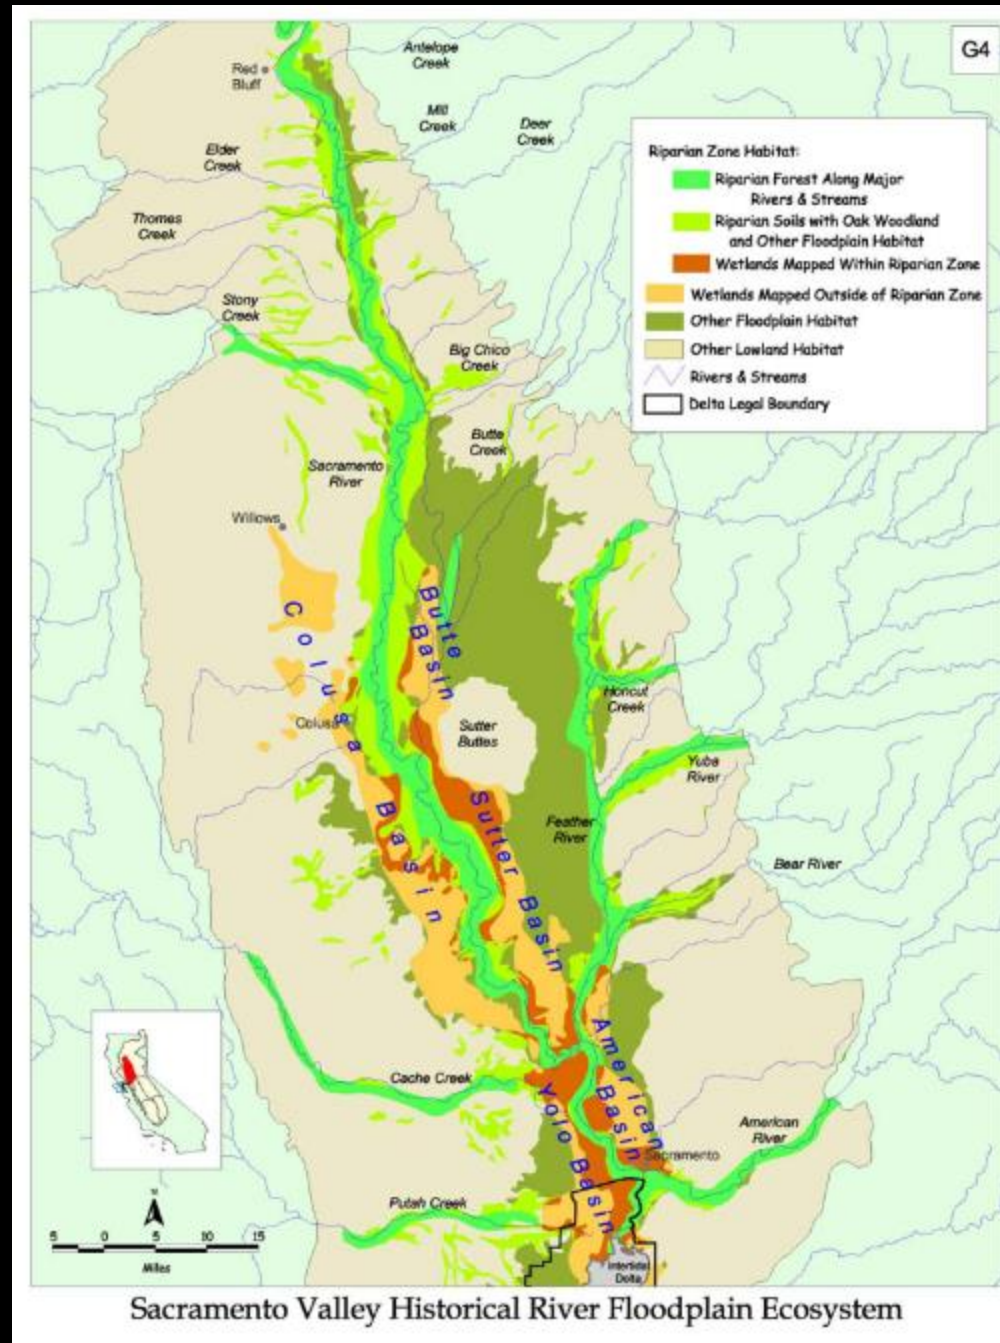 G4
Antelope
Creek
Red
Bluff
Mill
Creek
Deer
Creek
Elder
Creek
Thomes
Creek
Stony
Creek
Big Chico
Creek
Butte
Creek
Sacramento
River
Willows
Riparian Zone Habitat:
Riparian Forest Along Major
Rivers & Streams
Riparian Soils with Oak Woodland
and Other Floodplain Habitat
Wetlands Mapped Within Riparian Zone
Wetlands Mapped Outside of Riparian Zone
Other Floodplain Habitat
Other Lowland Habitat
Rivers & Streams
Delta Legal Boundary
Colusa Basin
Butte
Basin
Colusa
Sutter
Buttes
Honcut
Creek
Yuba
River
Sutter Basin
Feather
River
Bear River
American
Basin
Yolo Basin
Cache Creek
American
River
Sacramento
Putah Creek
Intertidal
Delta
N
5 0 5 10 15
Miles
Sacramento Valley Historical River Floodplain Ecosystem